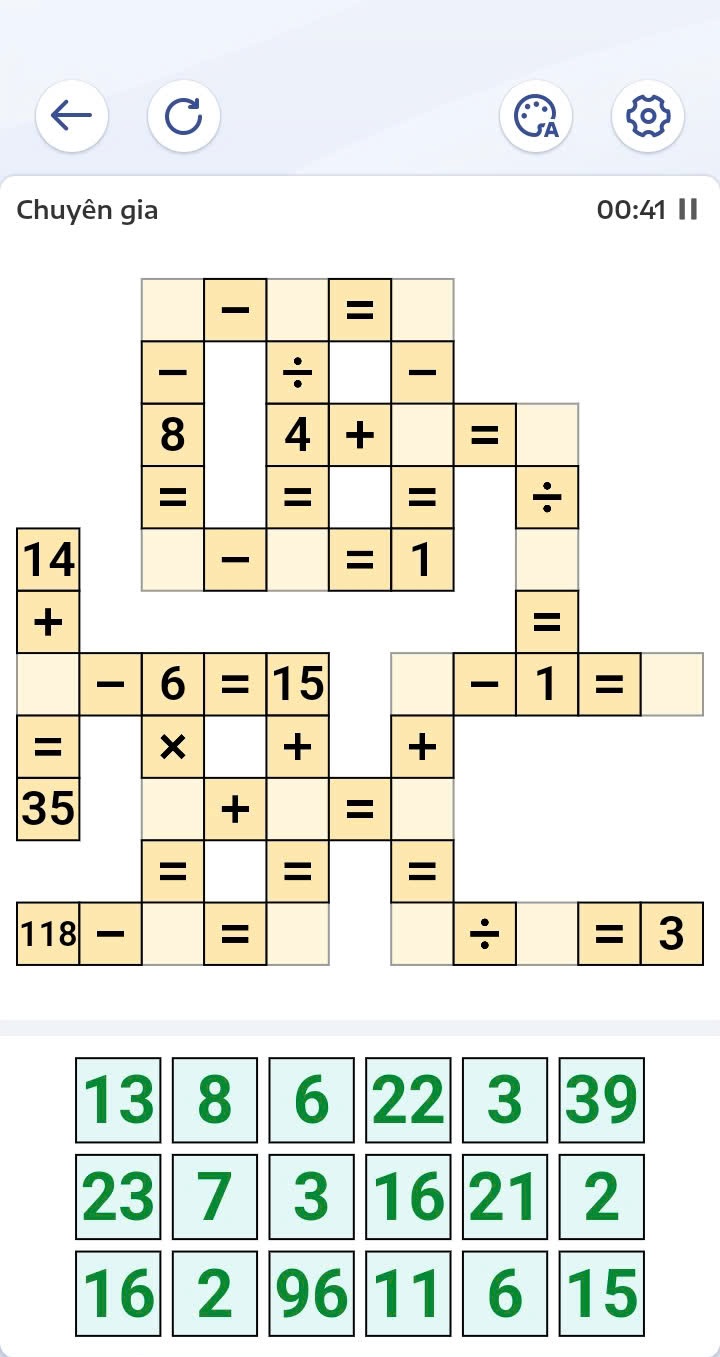 A
Chuyên gia 00:41
− =
− ÷ −
8 4 + =
= = = ÷
14 − = 1
+ =
− 6 = 15 − 1 =
= × + +
35 + =
= = =
118 − = ÷ = 3
13 8 6 22 3 39
23 7 3 16 21 2
16 2 96 11 6 15